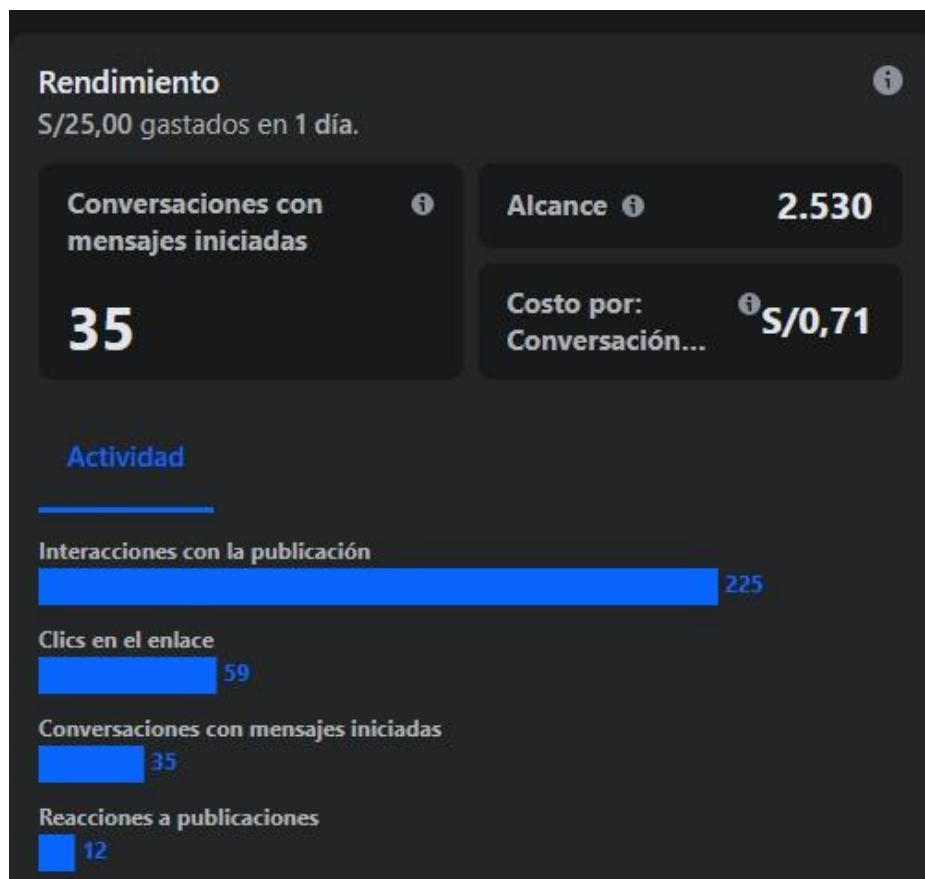 Rendimiento
S/25,00 gastados en 1 día.
Conversaciones con
mensajes iniciadas
35
Alcance
2.530
Costo por:
Conversación...
S/0,71
Actividad
Interacciones con la publicación
225
Clics en el enlace
59
Conversaciones con mensajes iniciadas
35
Reacciones a publicaciones
12